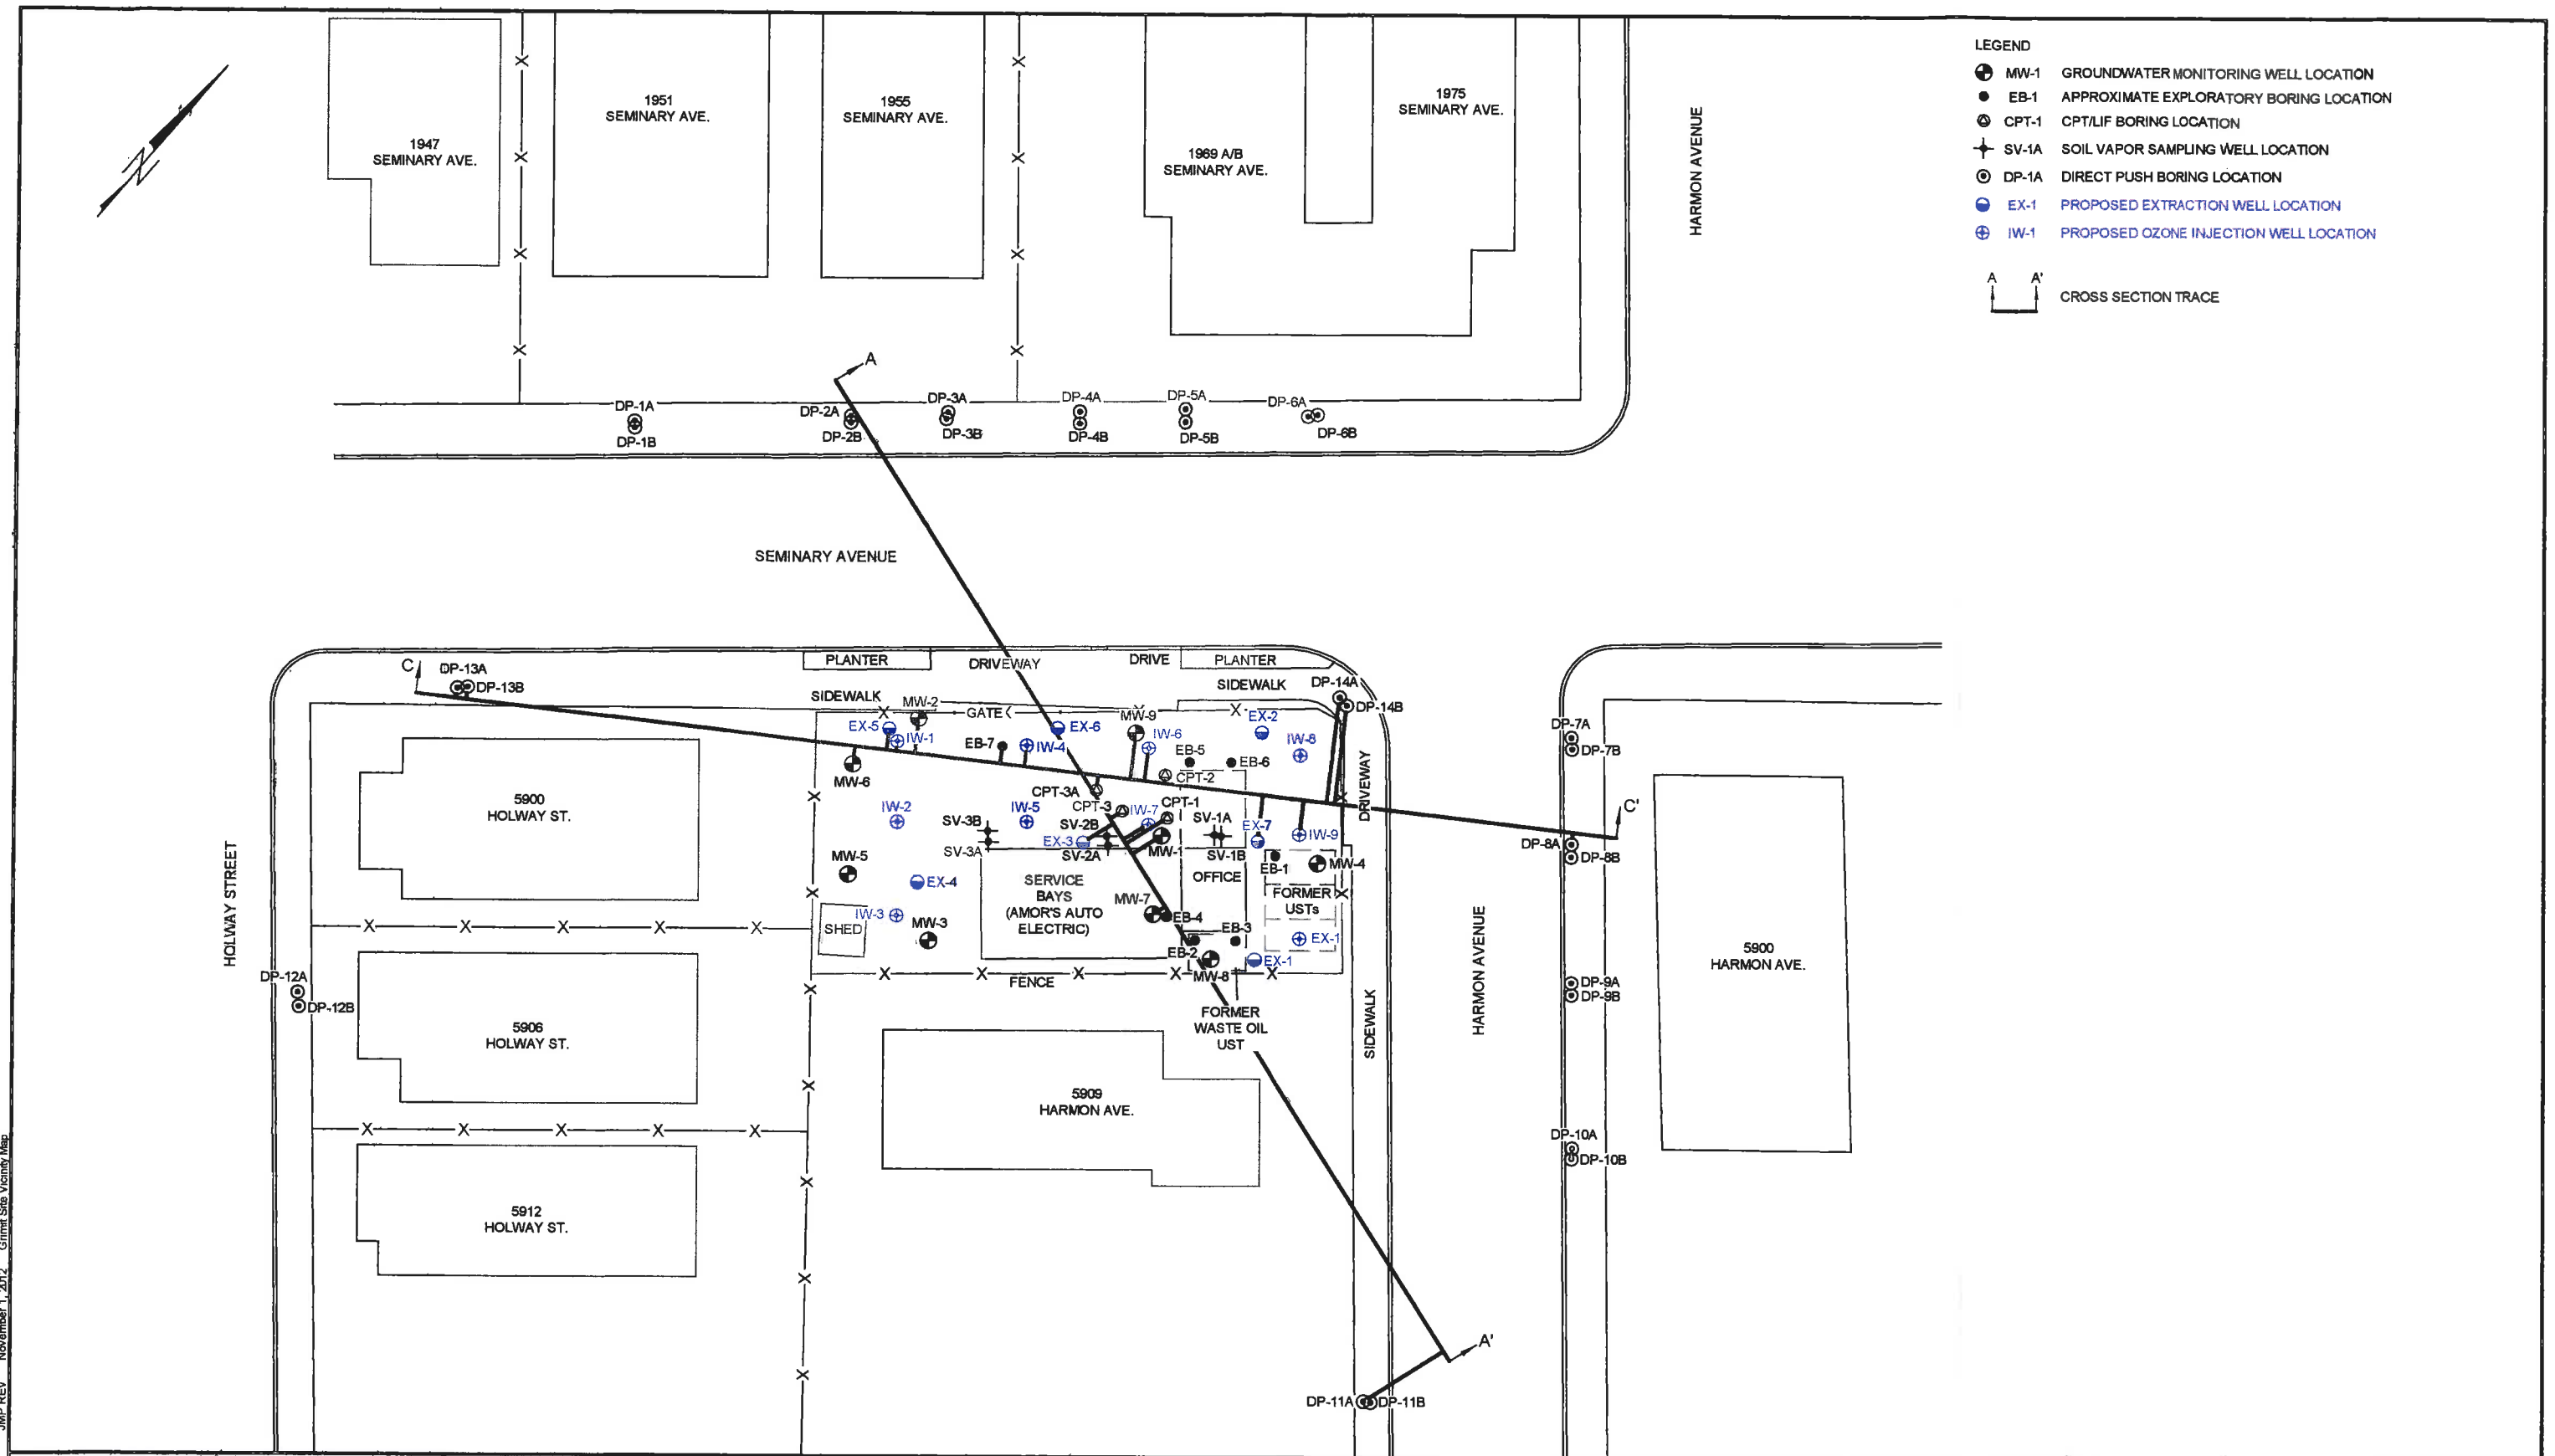 LEGEND
MW-1 GROUNDWATER MONITORING WELL LOCATION
EB-1 APPROXIMATE EXPLORATORY BORING LOCATION
CPT-1 CPT/LIF BORING LOCATION
SV-1A SOIL VAPOR SAMPLING WELL LOCATION
DP-1A DIRECT PUSH BORING LOCATION
EX-1 PROPOSED EXTRACTION WELL LOCATION
IW-1 PROPOSED OZONE INJECTION WELL LOCATION
A A'
CROSS SECTION TRACE
N
1947
SEMINARY AVE.
1951
SEMINARY AVE.
1955
SEMINARY AVE.
1969 A/B
SEMINARY AVE.
1975
SEMINARY AVE.
HARMON AVENUE
A
DP-1A
DP-1B
DP-2A
DP-2B
DP-3A
DP-3B
DP-4A
DP-4B
DP-5A
DP-5B
DP-6A
DP-6B
SEMINARY AVENUE
C
DP-13A
DP-13B
PLANTER
DRIVEWAY
DRIVE
PLANTER
SIDEWALK
SIDEWALK
DP-14A
DP-14B
MW-2
GATE
MW-9
EX-2
EX-5
IW-1
EX-6
EB-7
IW-4
IW-6
EB-5
EB-6
IW-8
MW-6
CPT-2
CPT-3A
CPT-3
IW-7
CPT-1
DRIVEWAY
C'
DP-7A
DP-7B
IW-2
IW-5
SV-3B
SV-3A
SV-2B
SV-2A
EX-3
MW-1
SV-1A
SV-1B
EX-7
IW-9
DP-8A
DP-8B
5900
HOLWAY ST.
MW-5
EX-4
IW-3
MW-3
SHED
SERVICE
BAYS
(AMOR'S AUTO
ELECTRIC)
OFFICE
EB-1
MW-4
FORMER
USTs
MW-7
EB-4
EB-3
EB-2
MW-8
EX-1
EX-1
FENCE
FORMER
WASTE OIL
UST
HOLWAY STREET
DP-12A
DP-12B
5906
HOLWAY ST.
5912
HOLWAY ST.
5909
HARMON AVE.
SIDEWALK
HARMON AVENUE
DP-9A
DP-9B
5900
HARMON AVE.
DP-10A
DP-10B
A'
DP-11A
DP-11B
JMP REV November 1, 2012 Grimit Site Vicinity Map